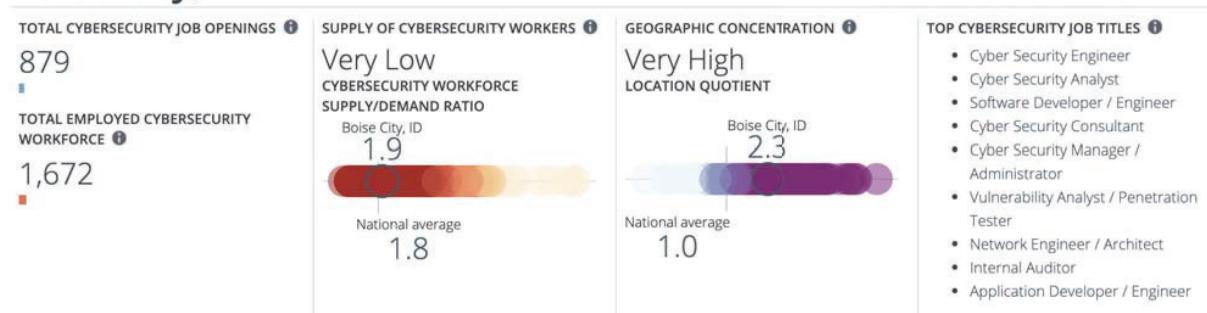 TOTAL CYBERSECURITY JOB OPENINGS
879
TOTAL EMPLOYED CYBERSECURITY
WORKFORCE
1,672
SUPPLY OF CYBERSECURITY WORKERS
Very Low
CYBERSECURITY WORKFORCE
SUPPLY/DEMAND RATIO
Boise City, ID
1.9
National average
1.8
GEOGRAPHIC CONCENTRATION
Very High
LOCATION QUOTIENT
Boise City, ID
2.3
National average
1.0
TOP CYBERSECURITY JOB TITLES
• Cyber Security Engineer
• Cyber Security Analyst
• Software Developer / Engineer
• Cyber Security Consultant
• Cyber Security Manager /
Administrator
• Vulnerability Analyst / Penetration
Tester
• Network Engineer / Architect
• Internal Auditor
• Application Developer / Engineer